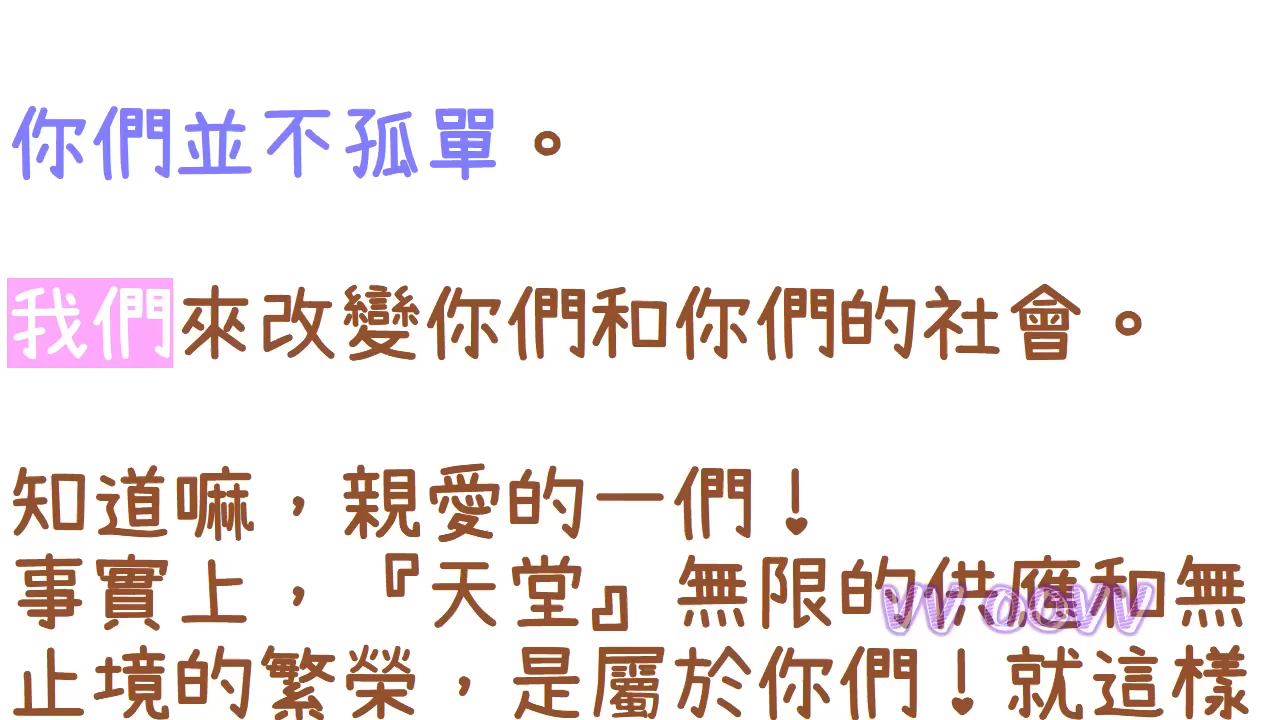 你們並不孤單。
我們來改變你們和你們的社會。
知道嘛，親愛的一們！
事實上，『天堂』無限的供應和無
止境的繁榮，是屬於你們！就這樣
VV OOVV